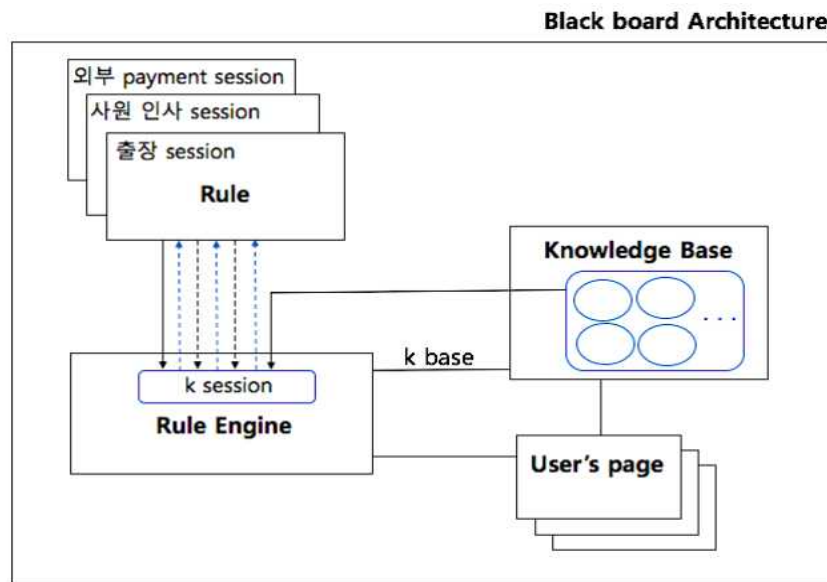 Black board Architecture
외부 payment session
사원 인사 session
출장 session
Rule
Knowledge Base
. . .
k base
k session
Rule Engine
User's page